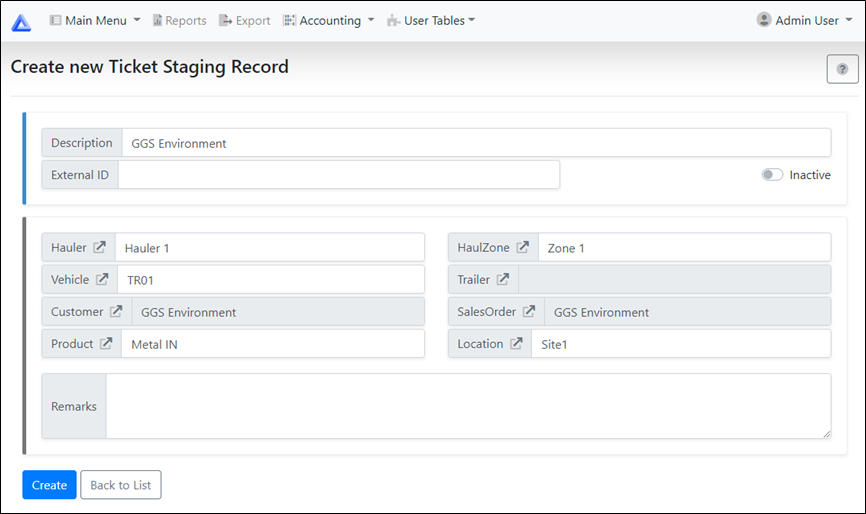 Main Menu Reports Export Accounting User Tables Admin User
Create new Ticket Staging Record ?
Description GGS Environment
External ID Inactive
Hauler Hauler 1 HaulZone Zone 1
Vehicle TR01 Trailer
Customer GGS Environment SalesOrder GGS Environment
Product Metal IN Location Site1
Remarks
Create Back to List